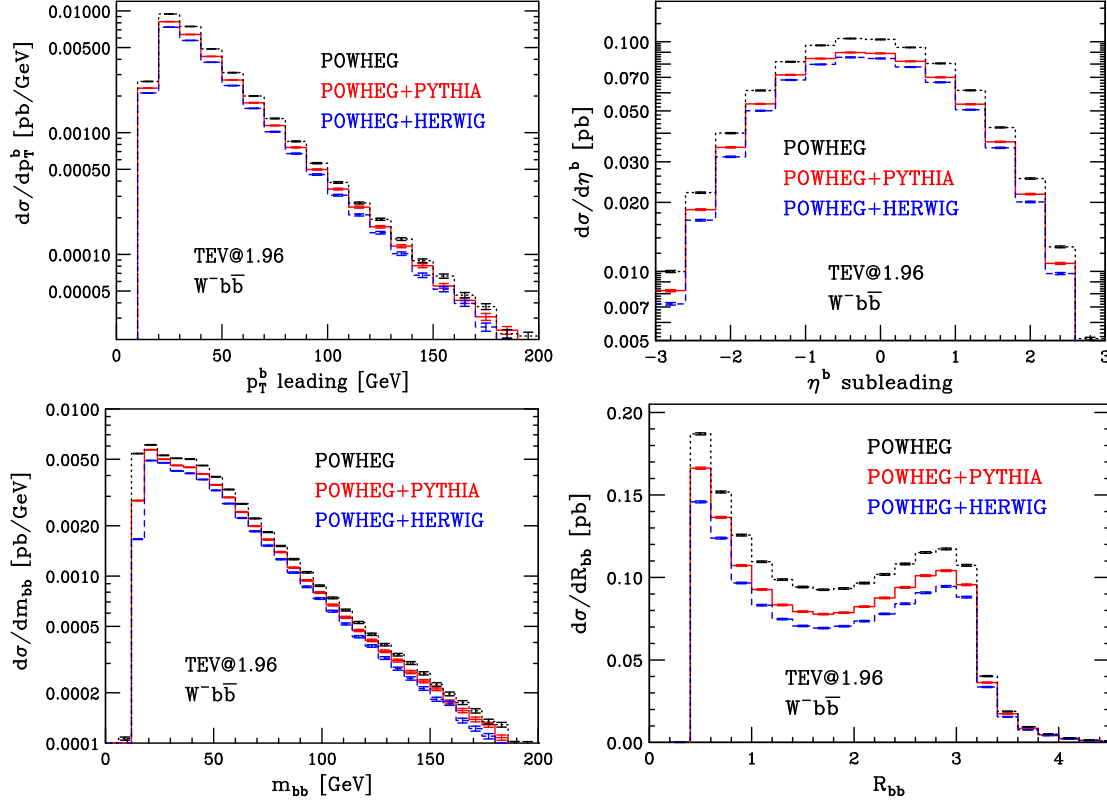 dσ/dp_T^b [pb/GeV]
0.01000
0.00500
0.00100
0.00050
0.00010
0.00005
POWHEG
POWHEG+PYTHIA
POWHEG+HERWIG
TEV@1.96
W⁻bb̅
0 50 100 150 200
p_T^b leading [GeV]
dσ/dη^b [pb]
0.100
0.070
0.050
0.030
0.020
0.010
0.007
0.005
POWHEG
POWHEG+PYTHIA
POWHEG+HERWIG
TEV@1.96
W⁻bb̅
−3 −2 −1 0 1 2 3
η^b subleading
dσ/dm_bb [pb/GeV]
0.0100
0.0050
0.0020
0.0010
0.0005
0.0002
0.0001
POWHEG
POWHEG+PYTHIA
POWHEG+HERWIG
TEV@1.96
W⁻bb̅
0 50 100 150 200
m_bb [GeV]
dσ/dR_bb [pb]
0.20
0.15
0.10
0.05
0.00
POWHEG
POWHEG+PYTHIA
POWHEG+HERWIG
TEV@1.96
W⁻bb̅
0 1 2 3 4
R_bb